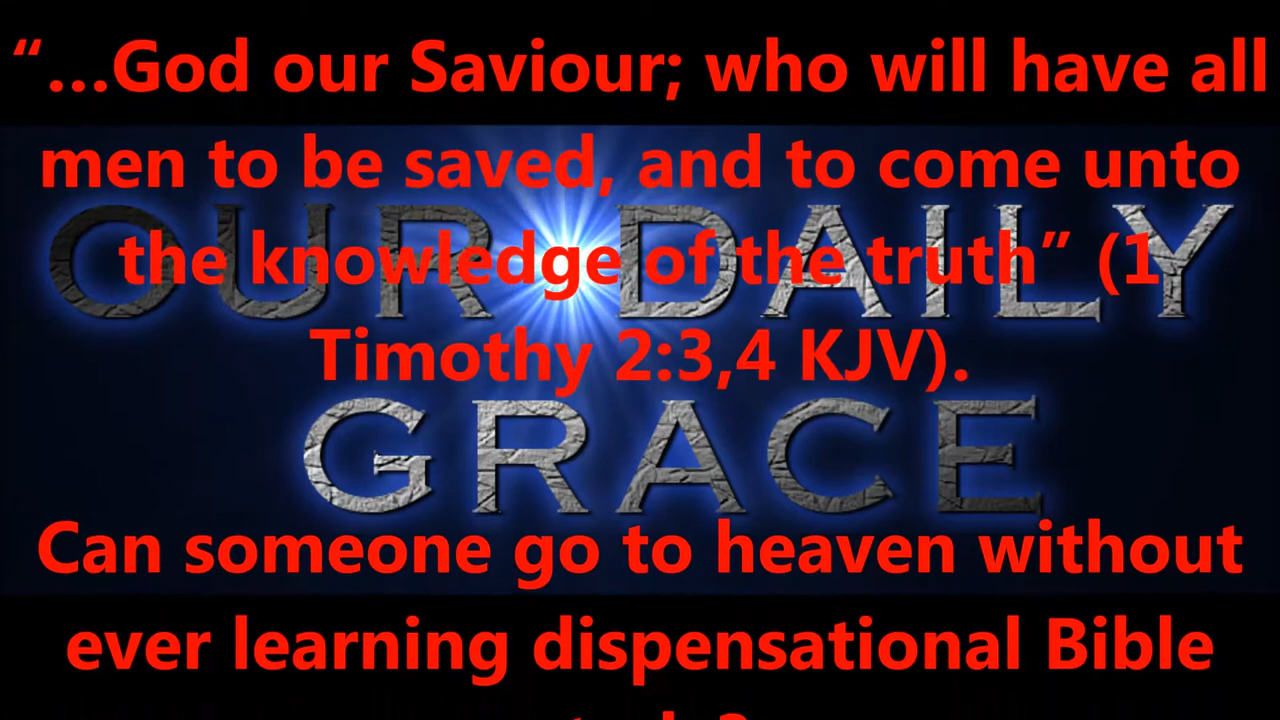 “…God our Saviour; who will have all
men to be saved, and to come unto
OUR DAILY
the knowledge of the truth” (1
Timothy 2:3,4 KJV).
GRACE
Can someone go to heaven without
ever learning dispensational Bible